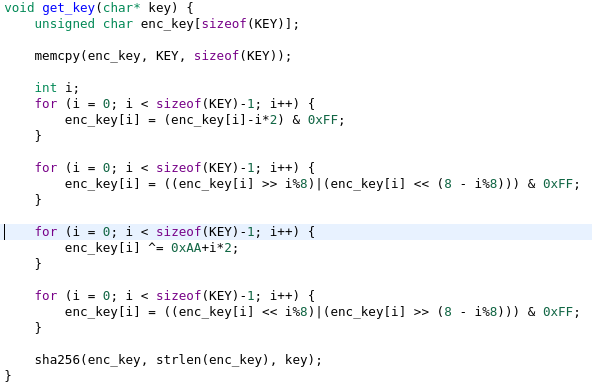 void get_key(char* key) {
    unsigned char enc_key[sizeof(KEY)];

    memcpy(enc_key, KEY, sizeof(KEY));

    int i;
    for (i = 0; i < sizeof(KEY)-1; i++) {
        enc_key[i] = (enc_key[i]-i*2) & 0xFF;
    }

    for (i = 0; i < sizeof(KEY)-1; i++) {
        enc_key[i] = ((enc_key[i] >> i%8)|(enc_key[i] << (8 - i%8))) & 0xFF;
    }

    for (i = 0; i < sizeof(KEY)-1; i++) {
        enc_key[i] ^= 0xAA+i*2;
    }

    for (i = 0; i < sizeof(KEY)-1; i++) {
        enc_key[i] = ((enc_key[i] << i%8)|(enc_key[i] >> (8 - i%8))) & 0xFF;
    }

    sha256(enc_key, strlen(enc_key), key);
}